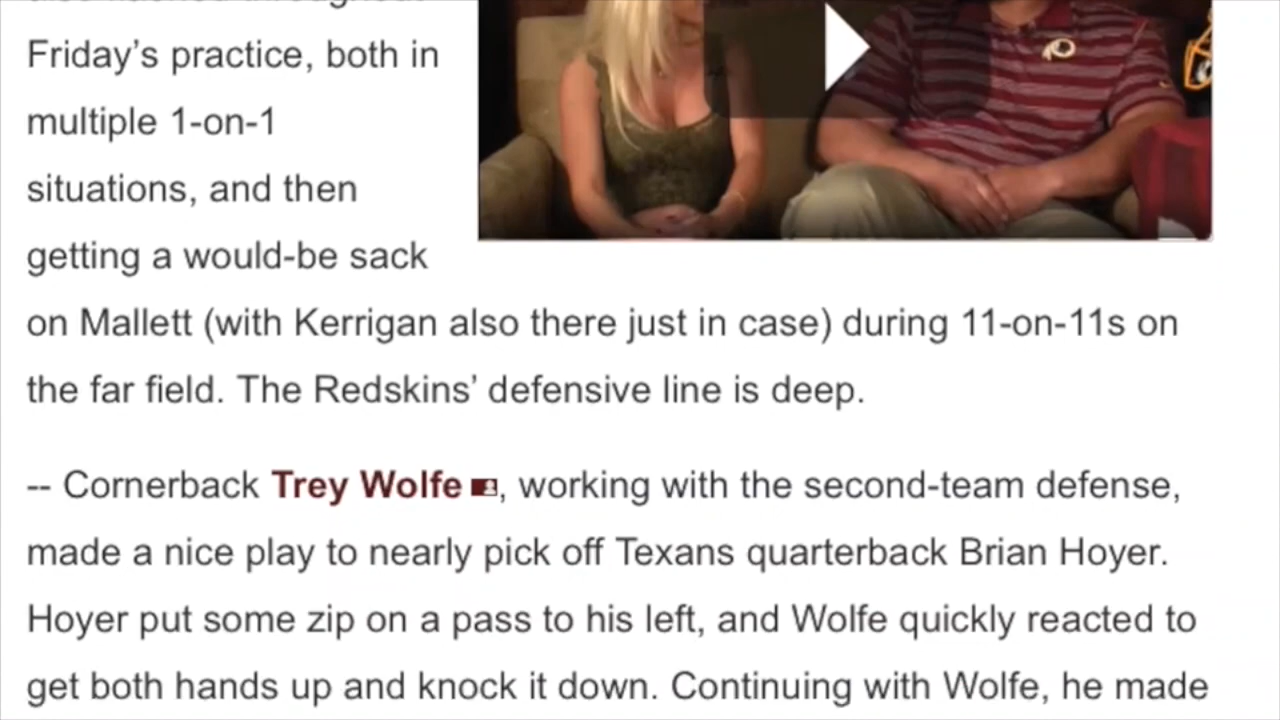 Friday’s practice, both in
multiple 1-on-1
situations, and then
getting a would-be sack
on Mallett (with Kerrigan also there just in case) during 11-on-11s on
the far field. The Redskins’ defensive line is deep.
-- Cornerback Trey Wolfe, working with the second-team defense,
made a nice play to nearly pick off Texans quarterback Brian Hoyer.
Hoyer put some zip on a pass to his left, and Wolfe quickly reacted to
get both hands up and knock it down. Continuing with Wolfe, he made